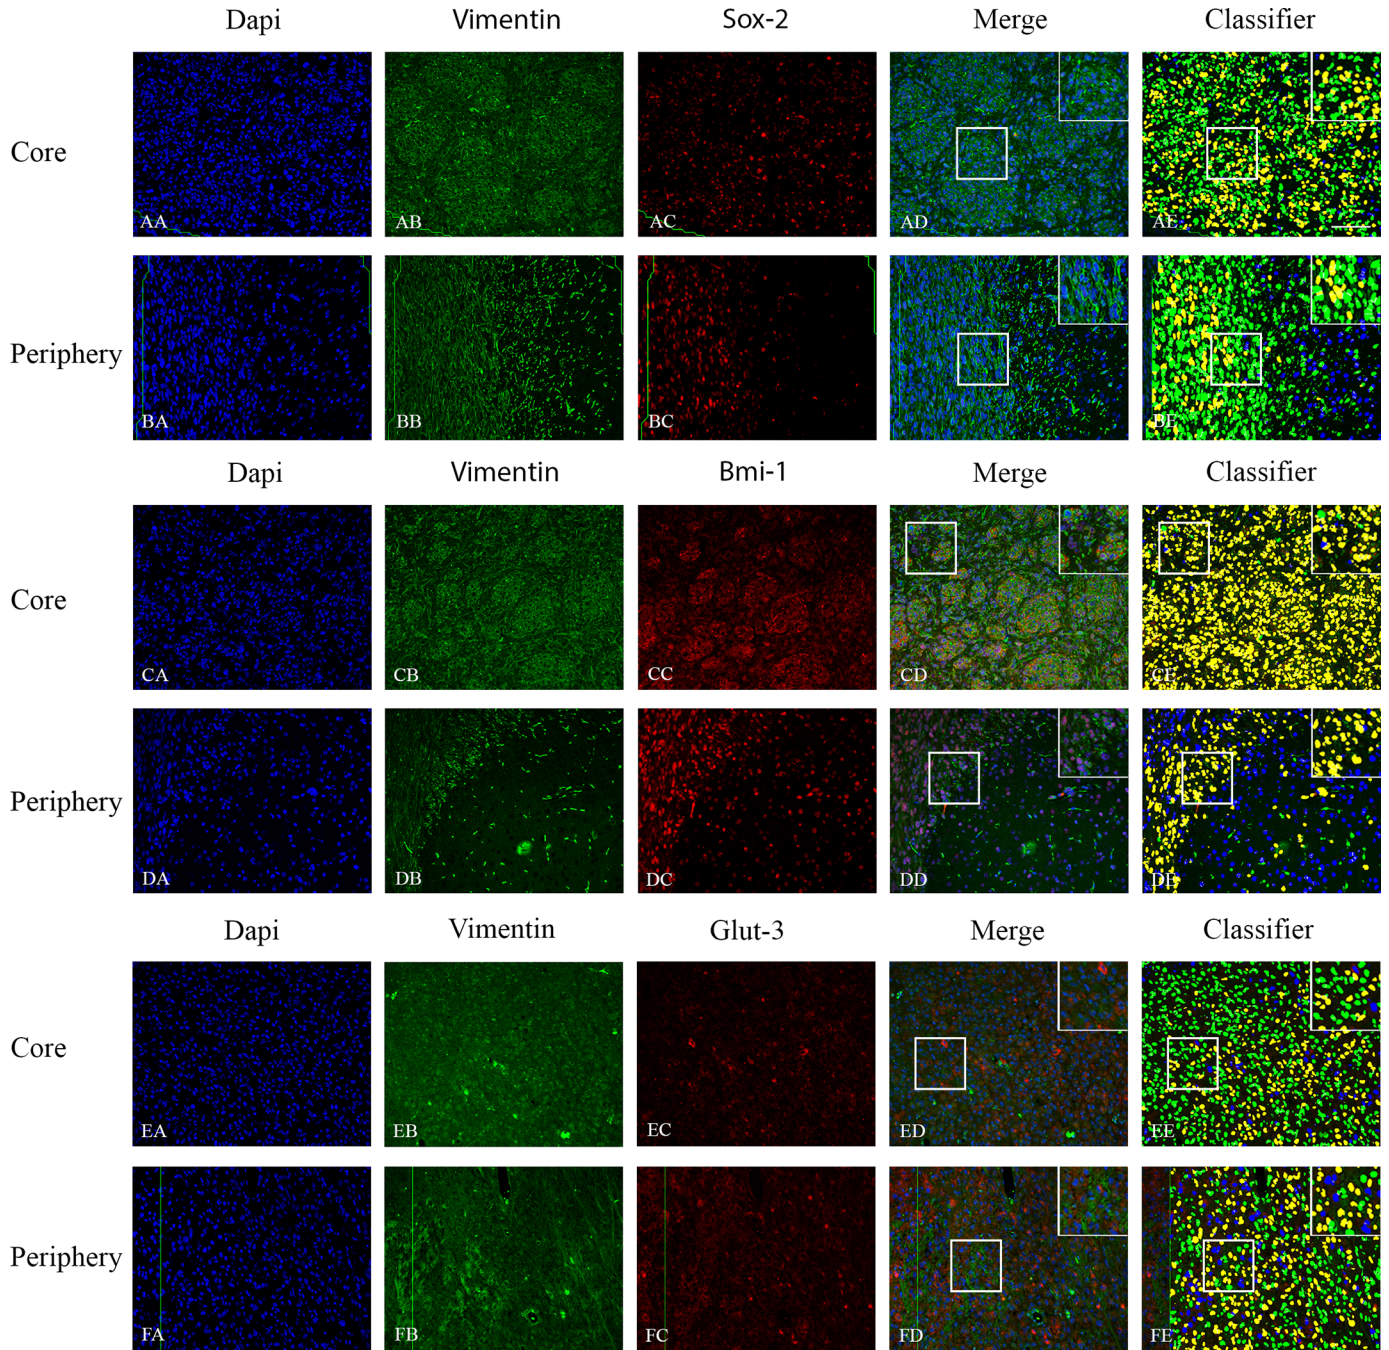 Dapi Vimentin Sox-2 Merge Classifier
Core
AA AB AC AD AE
Periphery
BA BB BC BD BE
Dapi Vimentin Bmi-1 Merge Classifier
Core
CA CB CC CD CE
Periphery
DA DB DC DD DE
Dapi Vimentin Glut-3 Merge Classifier
Core
EA EB EC ED EE
Periphery
FA FB FC FD FE